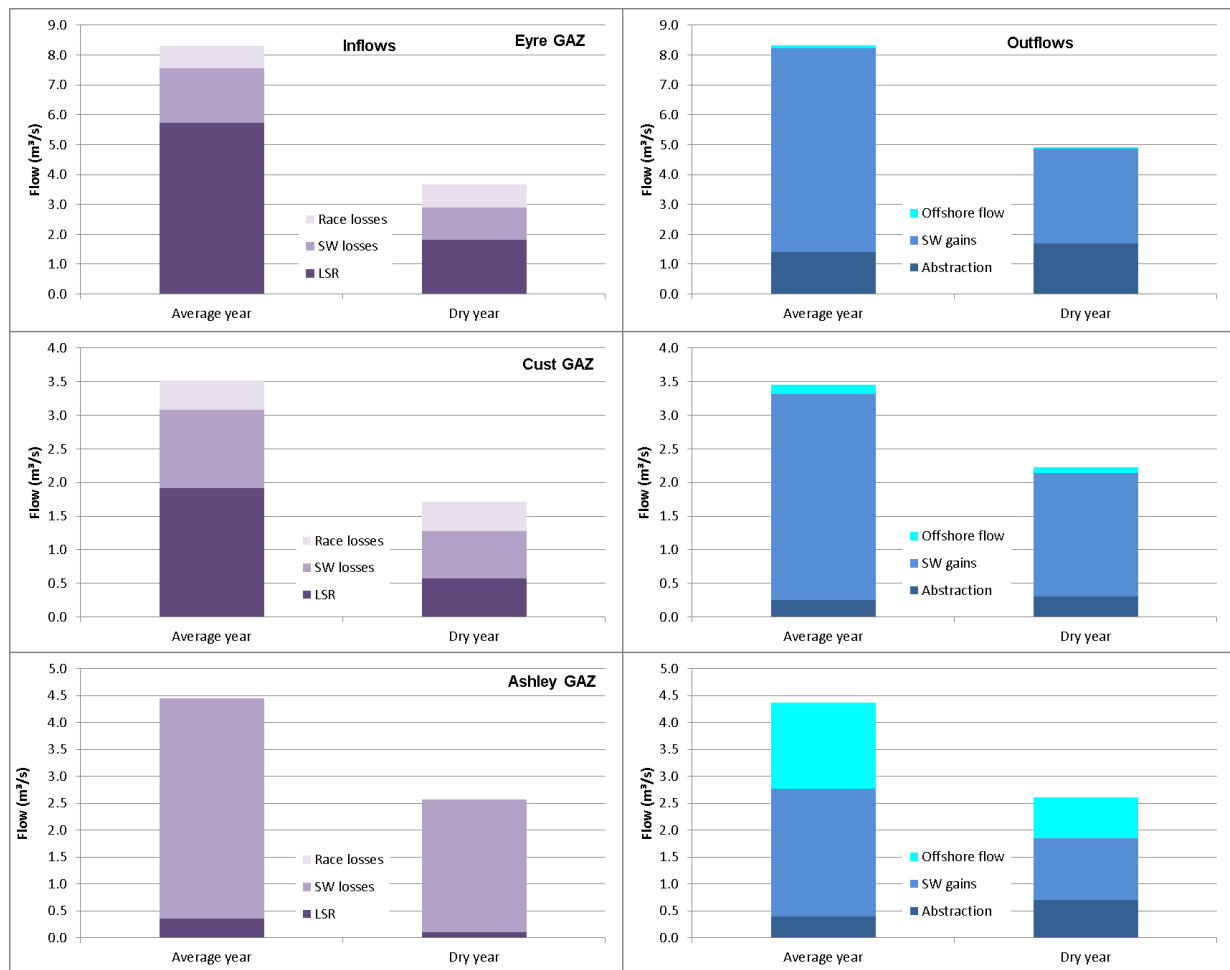 Inflows
Eyre GAZ
9.0
8.0
7.0
6.0
5.0
4.0
3.0
2.0
1.0
0.0
Flow (m³/s)
Race losses
SW losses
LSR
Average year
Dry year
Outflows
9.0
8.0
7.0
6.0
5.0
4.0
3.0
2.0
1.0
0.0
Flow (m³/s)
Offshore flow
SW gains
Abstraction
Average year
Dry year
Cust GAZ
4.0
3.5
3.0
2.5
2.0
1.5
1.0
0.5
0.0
Flow (m³/s)
Race losses
SW losses
LSR
Average year
Dry year
4.0
3.5
3.0
2.5
2.0
1.5
1.0
0.5
0.0
Flow (m³/s)
Offshore flow
SW gains
Abstraction
Average year
Dry year
Ashley GAZ
5.0
4.5
4.0
3.5
3.0
2.5
2.0
1.5
1.0
0.5
0.0
Flow (m³/s)
Race losses
SW losses
LSR
Average year
Dry year
5.0
4.5
4.0
3.5
3.0
2.5
2.0
1.5
1.0
0.5
0.0
Flow (m³/s)
Offshore flow
SW gains
Abstraction
Average year
Dry year